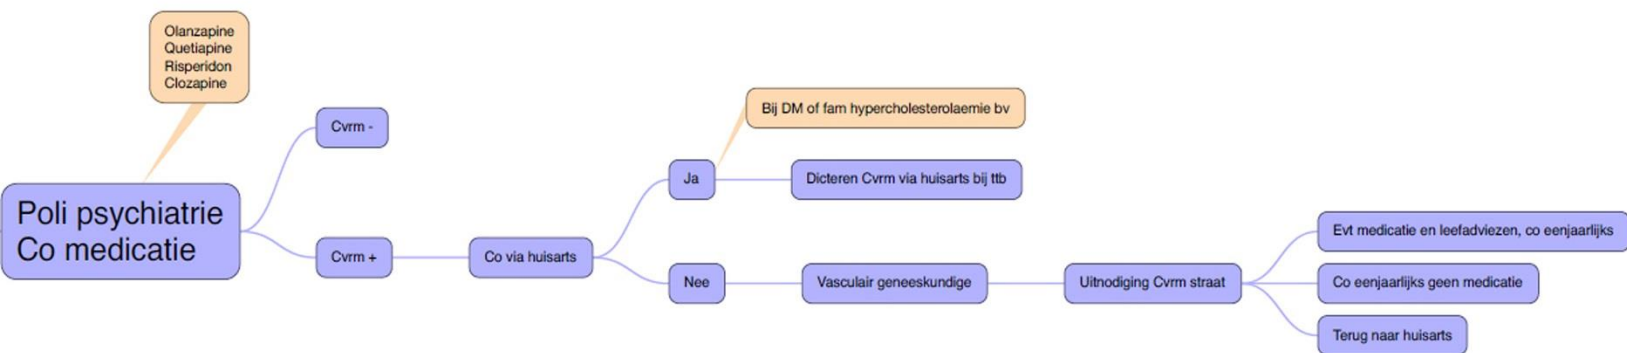 Olanzapine
Quetiapine
Risperidon
Clozapine
Poli psychiatrie
Co medicatie
Cvrm -
Cvrm +
Co via huisarts
Bij DM of fam hypercholesterolaemie bv
Ja
Dicteren Cvrm via huisarts bij ttb
Nee
Vasculair geneeskundige
Uitnodiging Cvrm straat
Evt medicatie en leefadviezen, co eenjaarlijks
Co eenjaarlijks geen medicatie
Terug naar huisarts